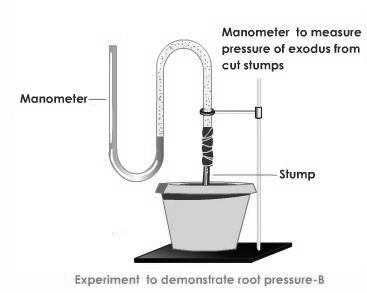 Manometer to measure
pressure of exodus from
cut stumps
Manometer
Stump
Experiment to demonstrate root pressure-B